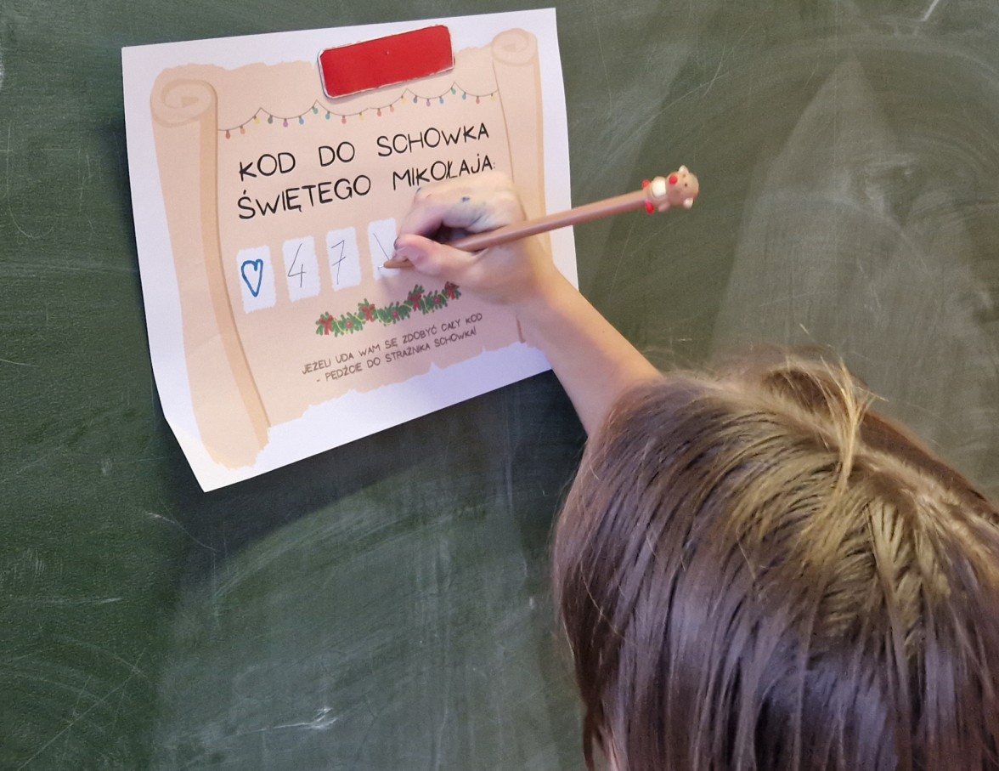 KOD DO SCHOWKA
ŚWIĘTEGO MIKOŁAJA:
♡ 4 7
JEŻELI UDA WAM SIĘ ZDOBYĆ CAŁY KOD
- PĘDŹCIE DO STRAŻNIKA SCHOWKA!